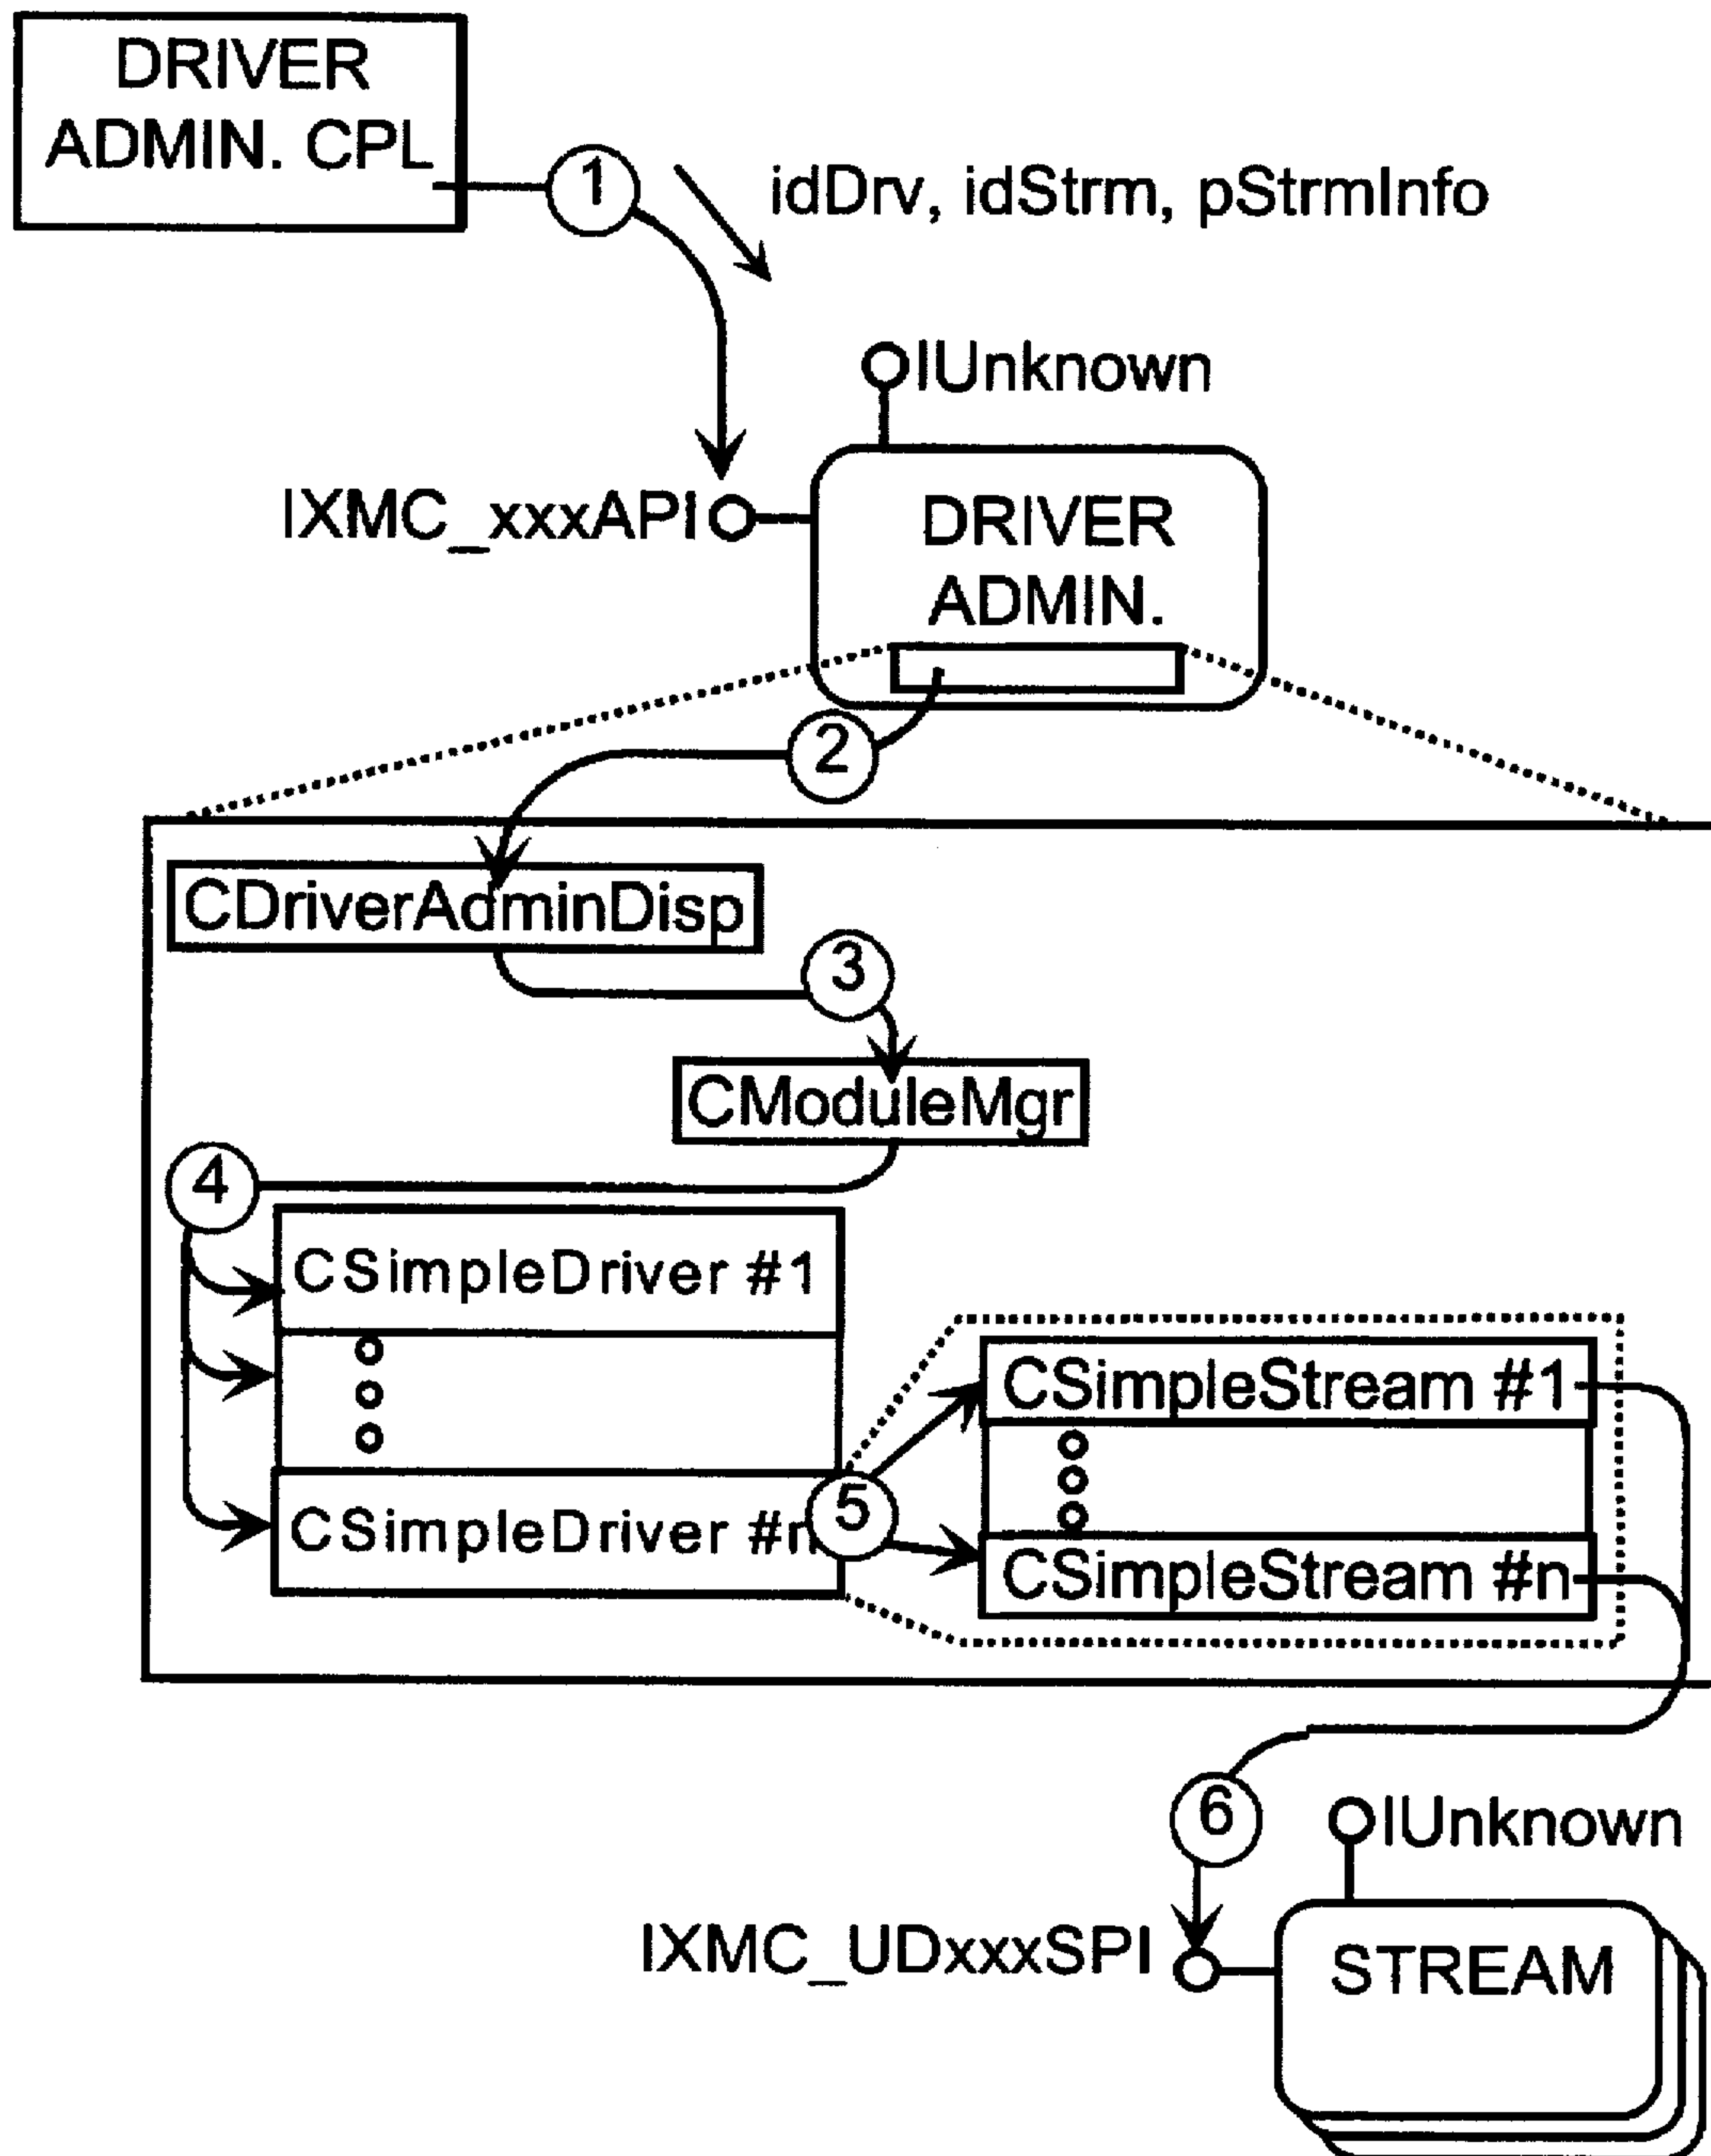 DRIVER
ADMIN. CPL
1
idDrv, idStrm, pStrmInfo
IUnknown
IXMC_xxxAPI
DRIVER
ADMIN.
2
CDriverAdminDisp
3
CModuleMgr
4
CSimpleDriver #1
CSimpleStream #1
CSimpleDriver #n
5
CSimpleStream #n
6
IUnknown
IXMC_UDxxxSPI
STREAM